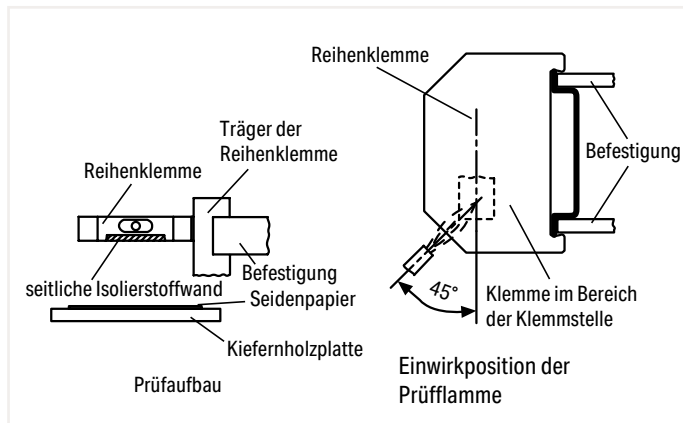 Reihenklemme
Träger der
Reihenklemme
Reihenklemme
Befestigung
Befestigung
seitliche Isolierstoffwand
Seidenpapier
Kiefernholzplatte
45°
Klemme im Bereich
der Klemmstelle
Prüfaufbau
Einwirkposition der
Prüfflamme